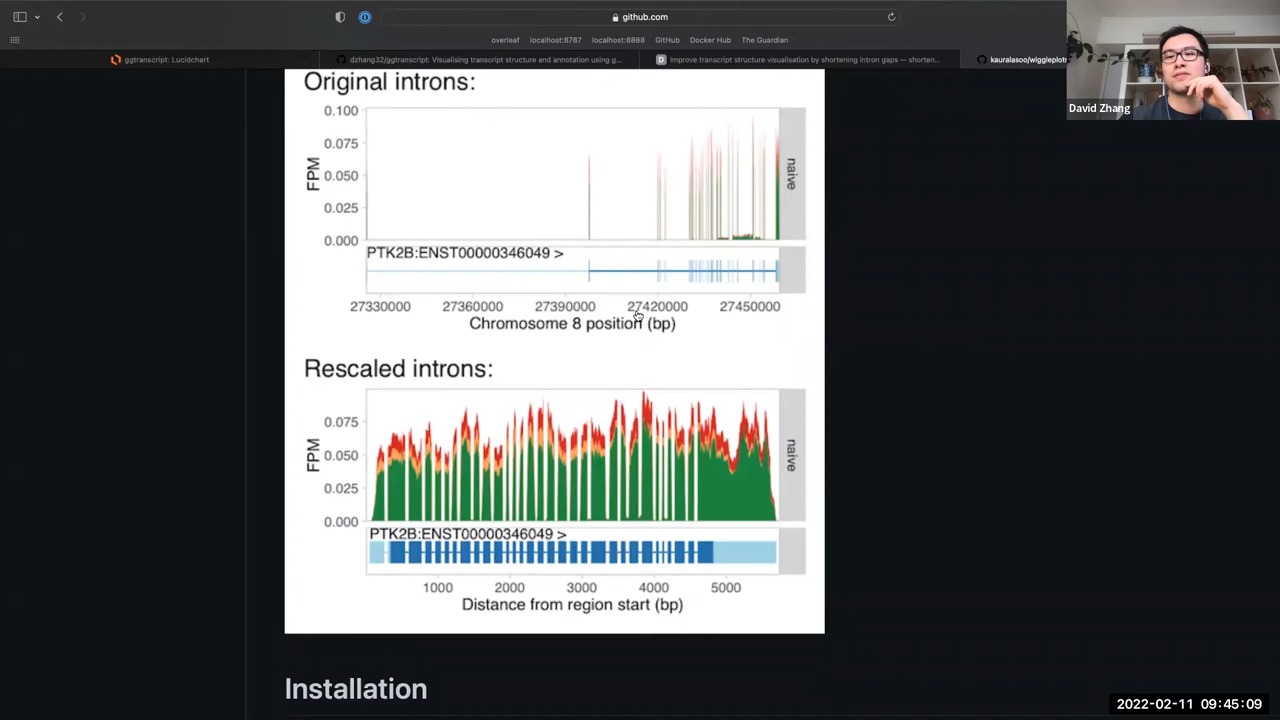 github.com
overleaf localhost:8787 localhost:8888 GitHub Docker Hub The Guardian
ggtranscript: Lucidchart
dzhang32/ggtranscript: Visualising transcript structure and annotation using g...
Improve transcript structure visualisation by shortening intron gaps — shorten...
kauralasoo/wiggleplotr
David Zhang
Original introns:
0.100
0.075
0.050
0.025
0.000
FPM
naive
PTK2B:ENST00000346049 >
27330000 27360000 27390000 27420000 27450000
Chromosome 8 position (bp)
Rescaled introns:
0.075
0.050
0.025
0.000
FPM
naive
PTK2B:ENST00000346049 >
1000 2000 3000 4000 5000
Distance from region start (bp)
Installation
2022-02-11 09:45:09